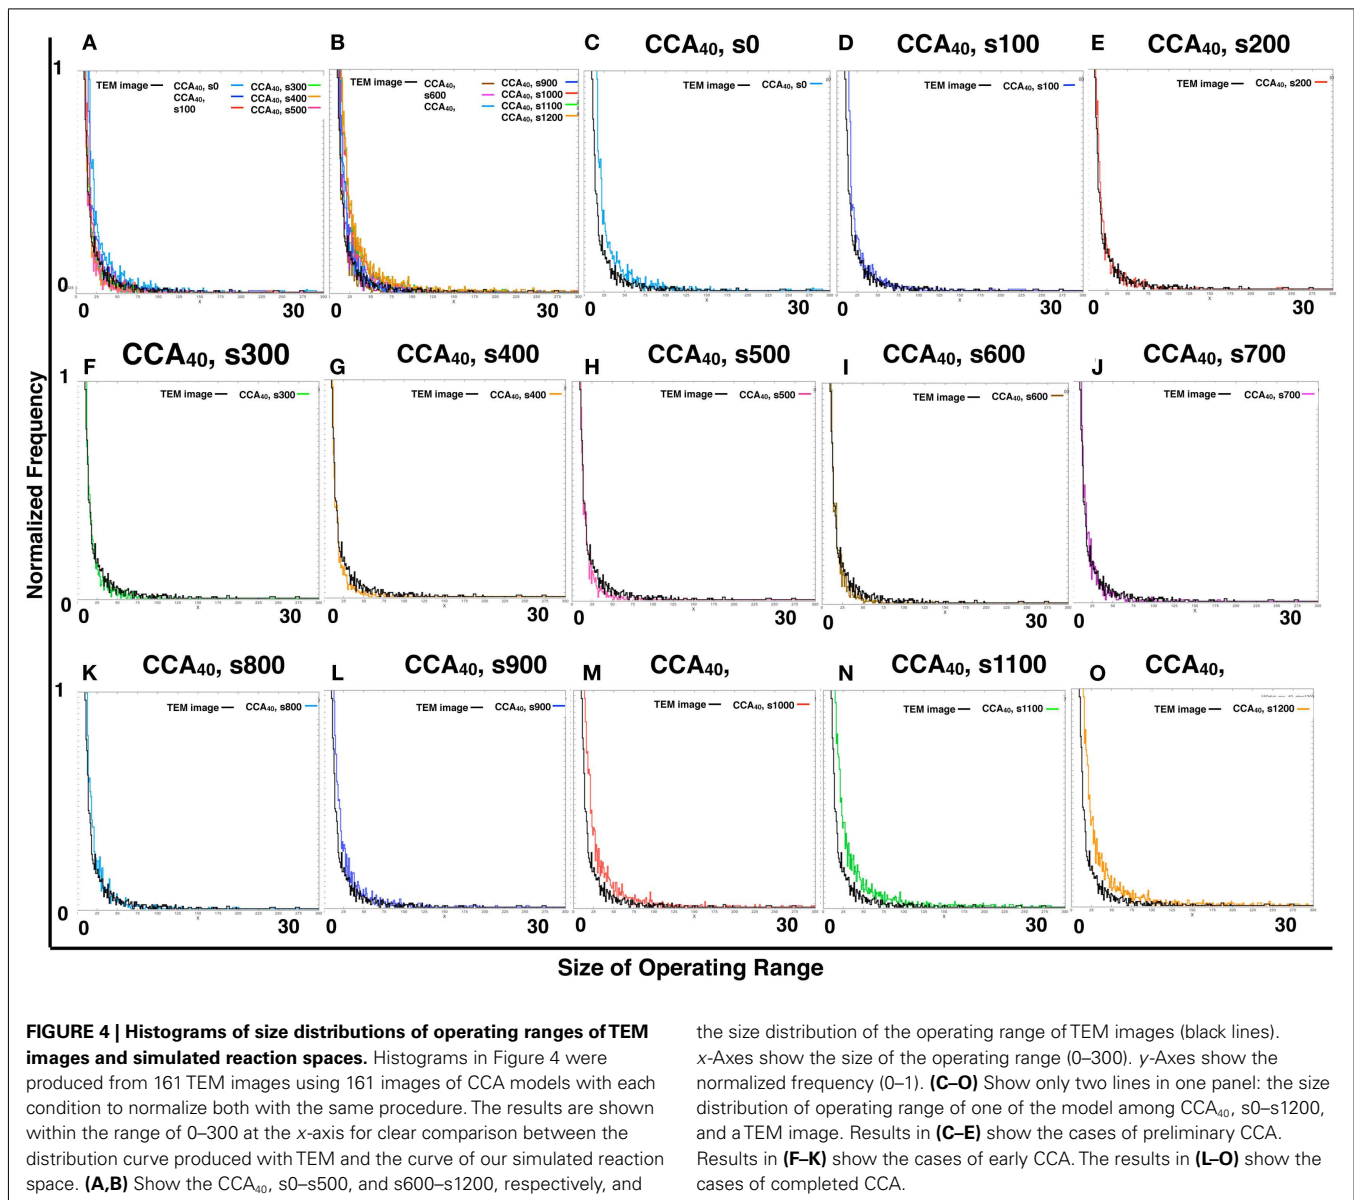 A
B
C CCA40, s0
D CCA40, s100
E CCA40, s200
1
TEM image CCA40, s0 CCA40, s300
CCA40, CCA40, s400
s100 CCA40, s500
TEM image CCA40, CCA40, s900
s600 CCA40, s1000
CCA40, CCA40, s1100
CCA40, s1200
TEM image CCA40, s0
TEM image CCA40, s100
TEM image CCA40, s200
0
0 30
0 30
0 30
0 30
0 30
F CCA40, s300
G CCA40, s400
H CCA40, s500
I CCA40, s600
J CCA40, s700
1
TEM image CCA40, s300
TEM image CCA40, s400
TEM image CCA40, s500
TEM image CCA40, s600
TEM image CCA40, s700
Normalized Frequency
0
0 30
0 30
0 30
0 30
0 30
K CCA40, s800
L CCA40, s900
M CCA40,
N CCA40, s1100
O CCA40,
1
TEM image CCA40, s800
TEM image CCA40, s900
TEM image CCA40, s1000
TEM image CCA40, s1100
TEM image CCA40, s1200
0
0 30
0 30
0 30
0 30
0 30
Size of Operating Range
FIGURE 4 | Histograms of size distributions of operating ranges of TEM
images and simulated reaction spaces. Histograms in Figure 4 were
produced from 161 TEM images using 161 images of CCA models with each
condition to normalize both with the same procedure. The results are shown
within the range of 0–300 at the x-axis for clear comparison between the
distribution curve produced with TEM and the curve of our simulated reaction
space. (A,B) Show the CCA40, s0–s500, and s600–s1200, respectively, and
the size distribution of the operating range of TEM images (black lines).
x-Axes show the size of the operating range (0–300). y-Axes show the
normalized frequency (0–1). (C–O) Show only two lines in one panel: the size
distribution of operating range of one of the model among CCA40, s0–s1200,
and a TEM image. Results in (C–E) show the cases of preliminary CCA.
Results in (F–K) show the cases of early CCA. The results in (L–O) show the
cases of completed CCA.